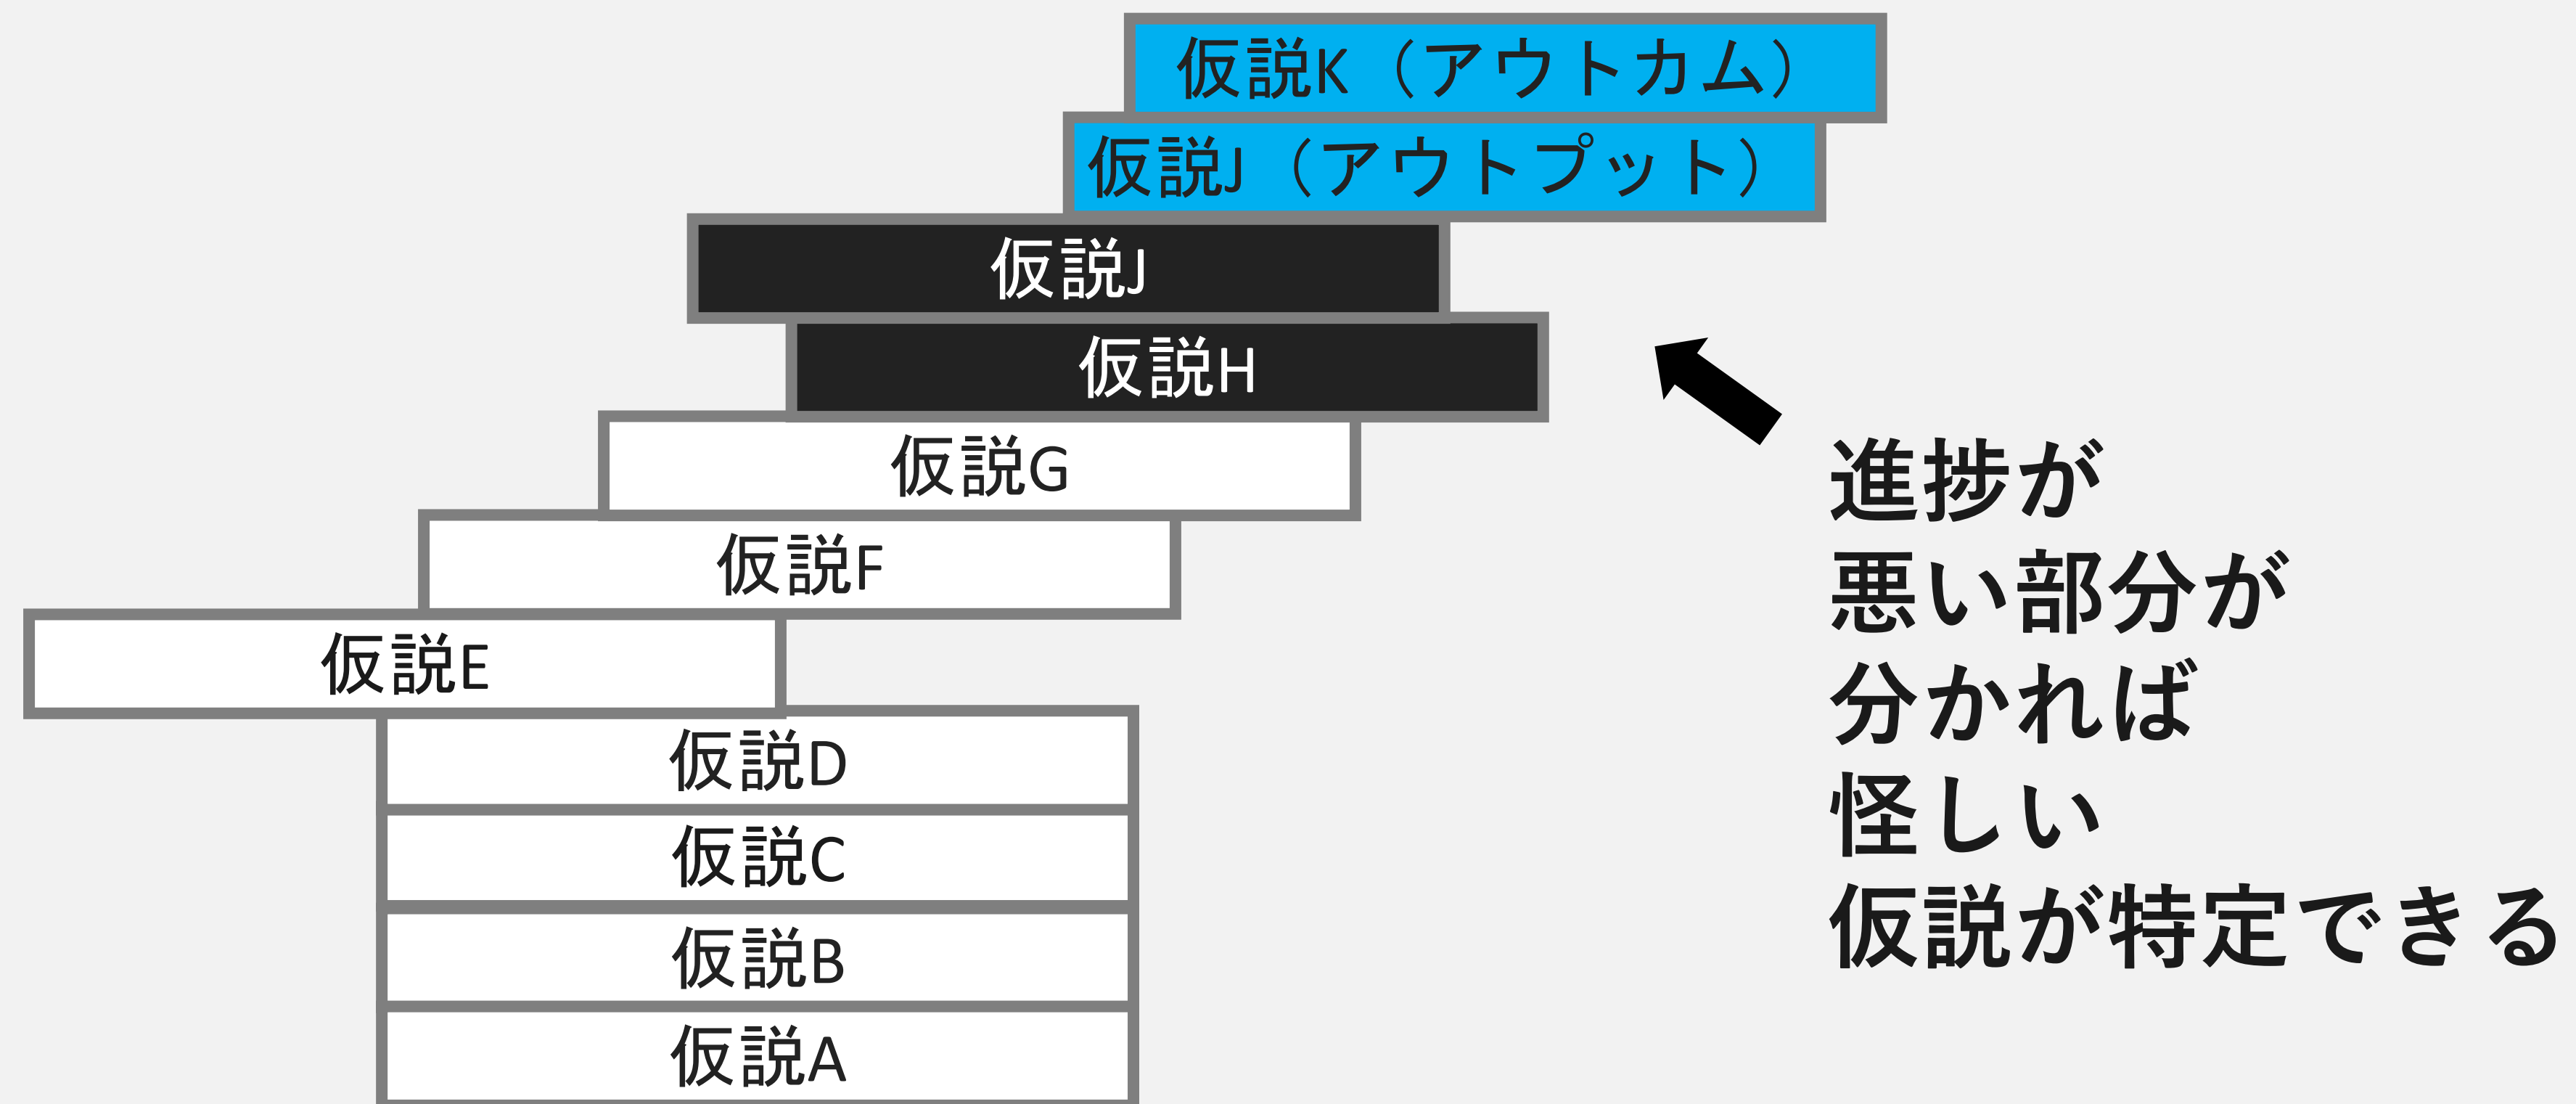 仮説K（アウトカム）
仮説J（アウトプット）
仮説J
仮説H
仮説G
仮説F
仮説E
仮説D
仮説C
仮説B
仮説A
進捗が
悪い部分が
分かれば
怪しい
仮説が特定できる